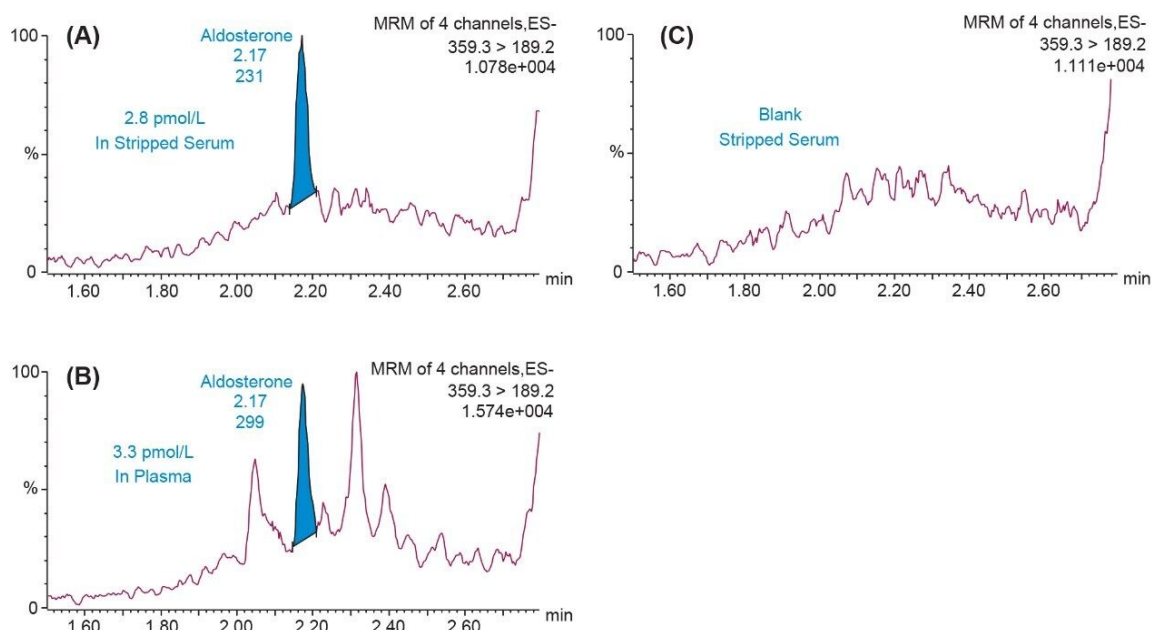 (A)
Aldosterone
2.17
231
2.8 pmol/L
In Stripped Serum
MRM of 4 channels,ES-
359.3 > 189.2
1.078e+004
100
%
0
1.60 1.80 2.00 2.20 2.40 2.60 min
(C)
MRM of 4 channels,ES-
359.3 > 189.2
1.111e+004
Blank
Stripped Serum
100
%
0
1.60 1.80 2.00 2.20 2.40 2.60 min
(B)
Aldosterone
2.17
299
3.3 pmol/L
In Plasma
MRM of 4 channels,ES-
359.3 > 189.2
1.574e+004
100
%
0
1.60 1.80 2.00 2.20 2.40 2.60 min